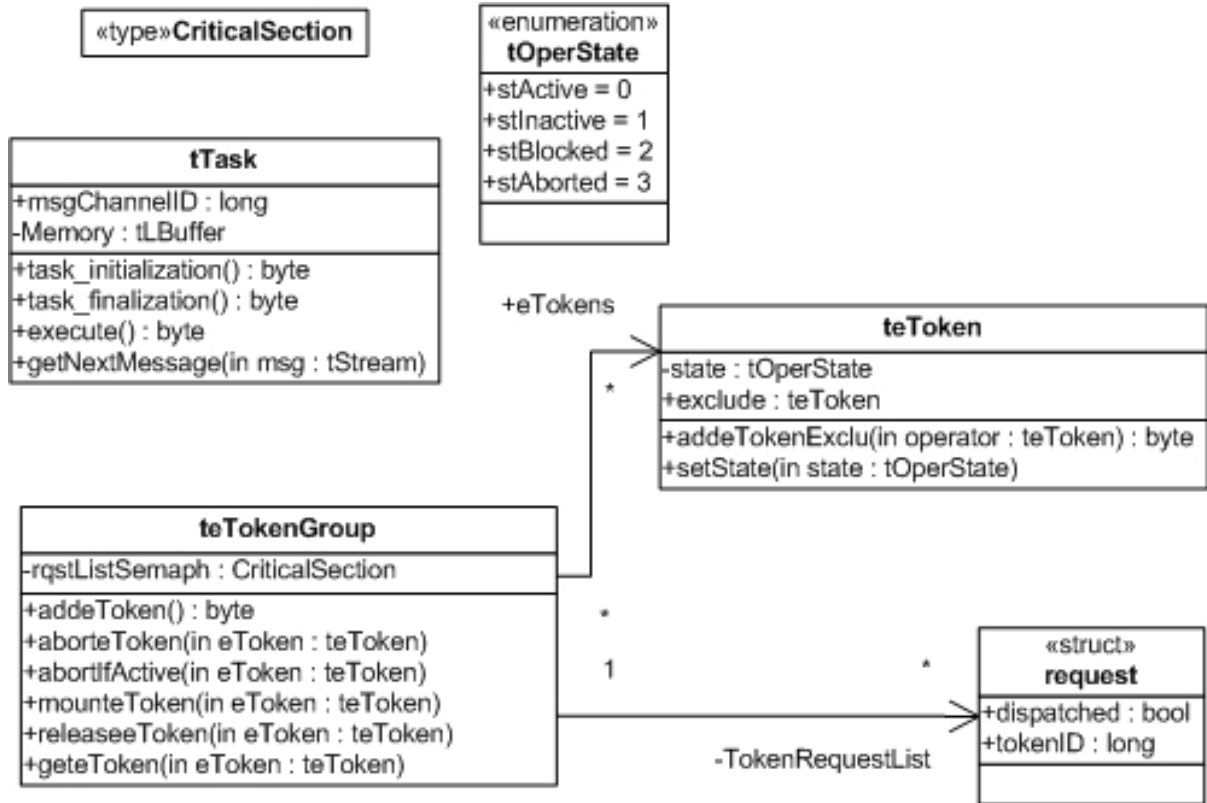 «type»CriticalSection
«enumeration»
tOperState
+stActive = 0
+stInactive = 1
+stBlocked = 2
+stAborted = 3
tTask
+msgChannelID : long
-Memory : tLBuffer
+task_initialization() : byte
+task_finalization() : byte
+execute() : byte
+getNextMessage(in msg : tStream)
+eTokens
*
teToken
-state : tOperState
+exclude : teToken
+addeTokenExclu(in operator : teToken) : byte
+setState(in state : tOperState)
teTokenGroup
-rqstListSemaph : CriticalSection
+addeToken() : byte
+aborteToken(in eToken : teToken)
+abortIfActive(in eToken : teToken)
+mounteToken(in eToken : teToken)
+releaseeToken(in eToken : teToken)
+geteToken(in eToken : teToken)
*
1
*
-TokenRequestList
«struct»
request
+dispatched : bool
+tokenID : long